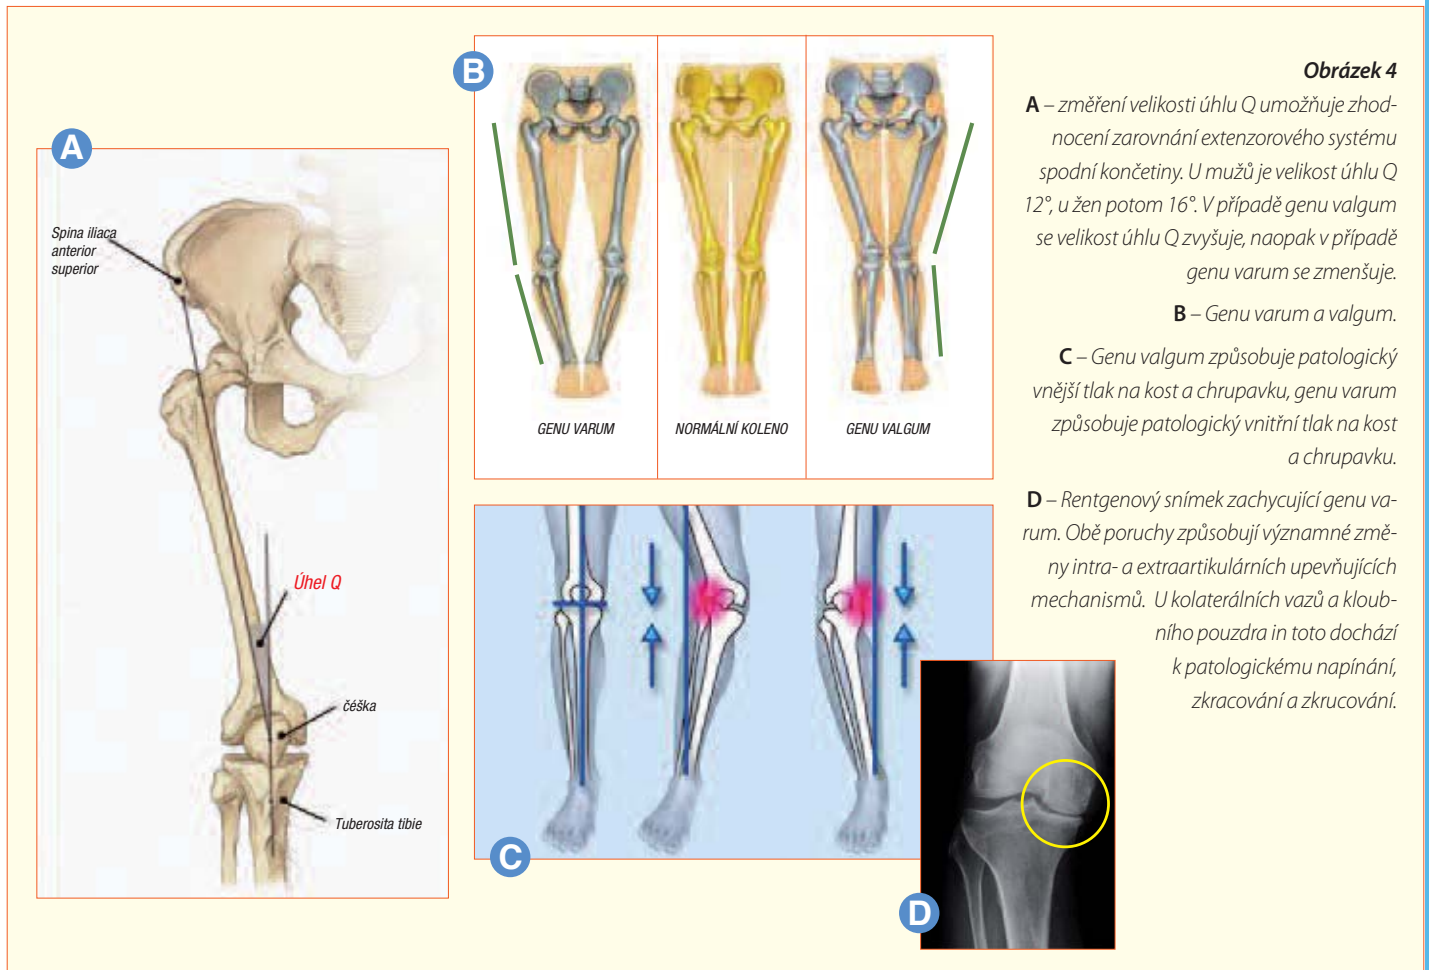 A
Spina iliaca
anterior
superior
Úhel Q
čéška
Tuberosita tibie
B
GENU VARUM
NORMÁLNÍ KOLENO
GENU VALGUM
C
D
Obrázek 4
A – změření velikosti úhlu Q umožňuje zhod-
nocení zarovnání extenzorového systému
spodní končetiny. U mužů je velikost úhlu Q
12°, u žen potom 16°. V případě genu valgum
se velikost úhlu Q zvyšuje, naopak v případě
genu varum se zmenšuje.
B – Genu varum a valgum.
C – Genu valgum způsobuje patologický
vnější tlak na kost a chrupavku, genu varum
způsobuje patologický vnitřní tlak na kost
a chrupavku.
D – Rentgenový snímek zachycující genu va-
rum. Obě poruchy způsobují významné změ-
ny intra- a extraartikulárních upevňujících
mechanismů. U kolaterálních vazů a kloub-
ního pouzdra in toto dochází
k patologickému napínání,
zkracování a zkrucování.